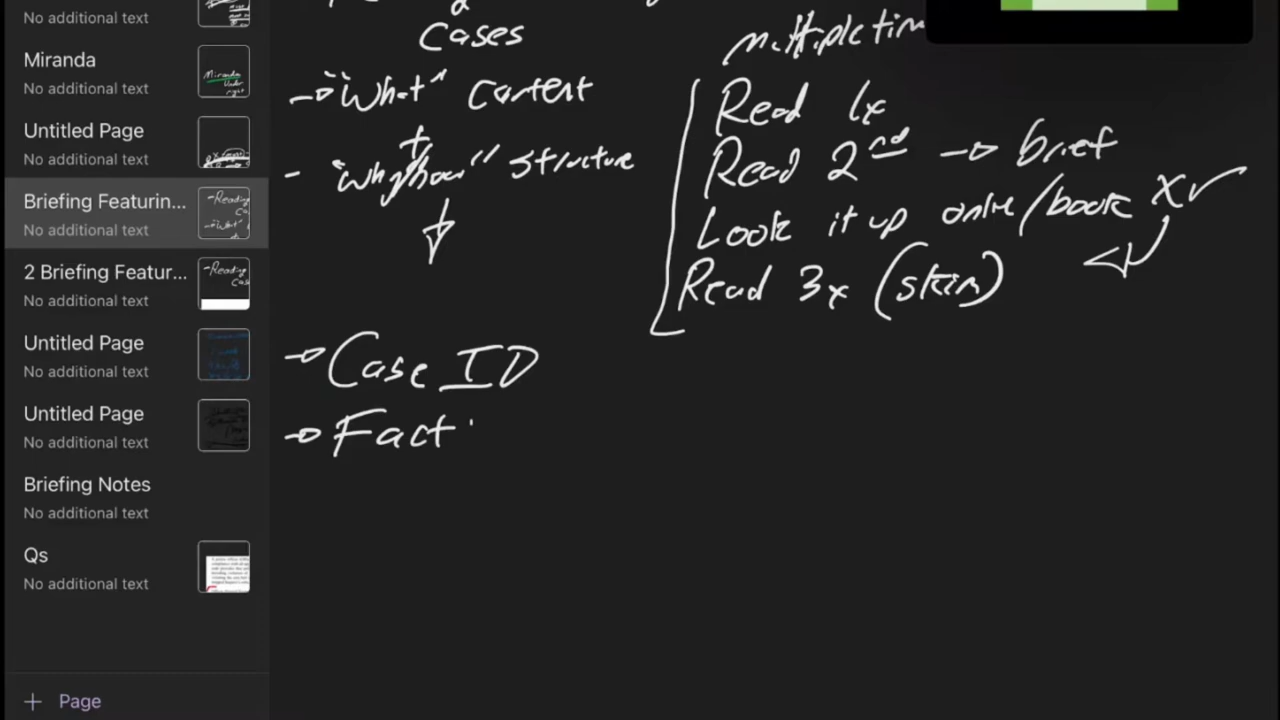 No additional text
Miranda
No additional text
Untitled Page
No additional text
Briefing Featurin...
No additional text
2 Briefing Featur...
No additional text
Untitled Page
No additional text
Untitled Page
No additional text
Briefing Notes
No additional text
Qs
No additional text
+ Page
Cases
"What" Content
+
- "Why/how" Structure
Case ID
Fact
multiple tim
Read 1x
Read 2nd → brief
Look it up online/book X✓
Read 3x (skim)